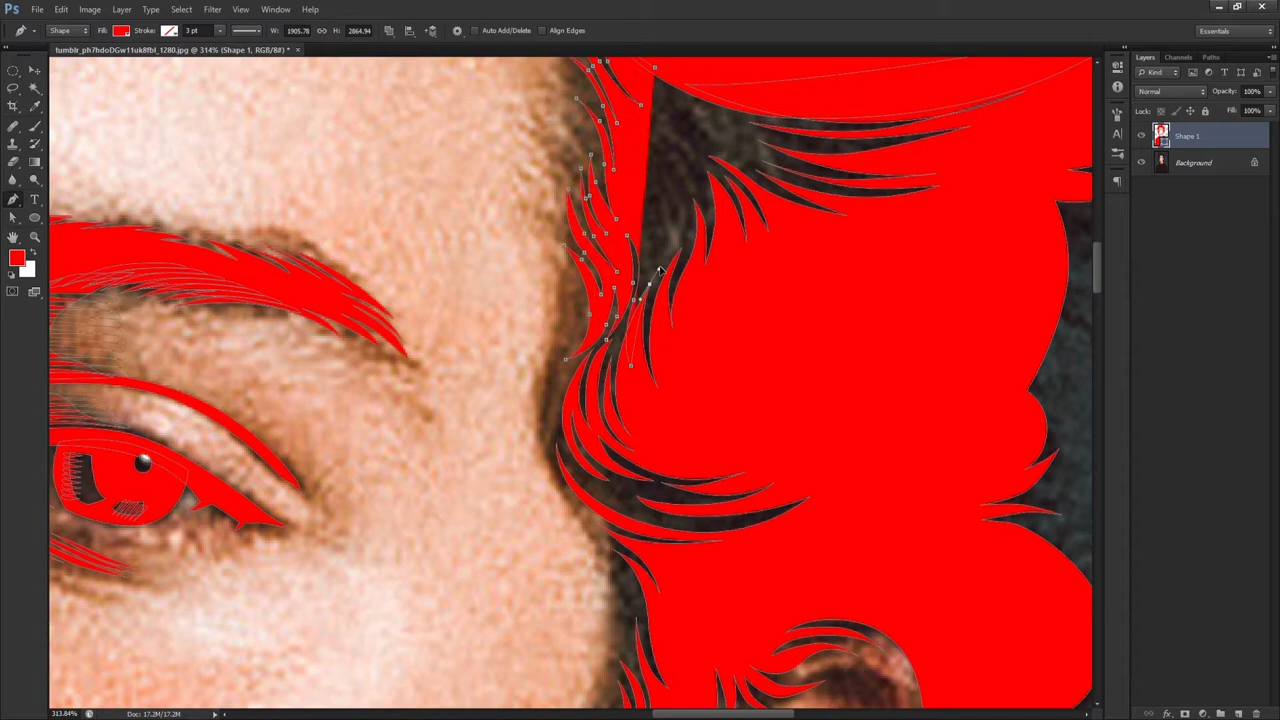 Ps File Edit Image Layer Type Select Filter View Window Help
Shape Fill: Stroke: 3 pt W: 1905.78 H: 2864.94 Auto Add/Delete Align Edges Essentials
tumblr_ph7hdoDGw11uk8fbl_1280.jpg @ 314% (Shape 1, RGB/8#) * ×
Layers Channels Paths
Kind
Normal Opacity: 100%
Lock: Fill: 100%
Shape 1
Background
313.84% Doc: 17.2M/17.2M